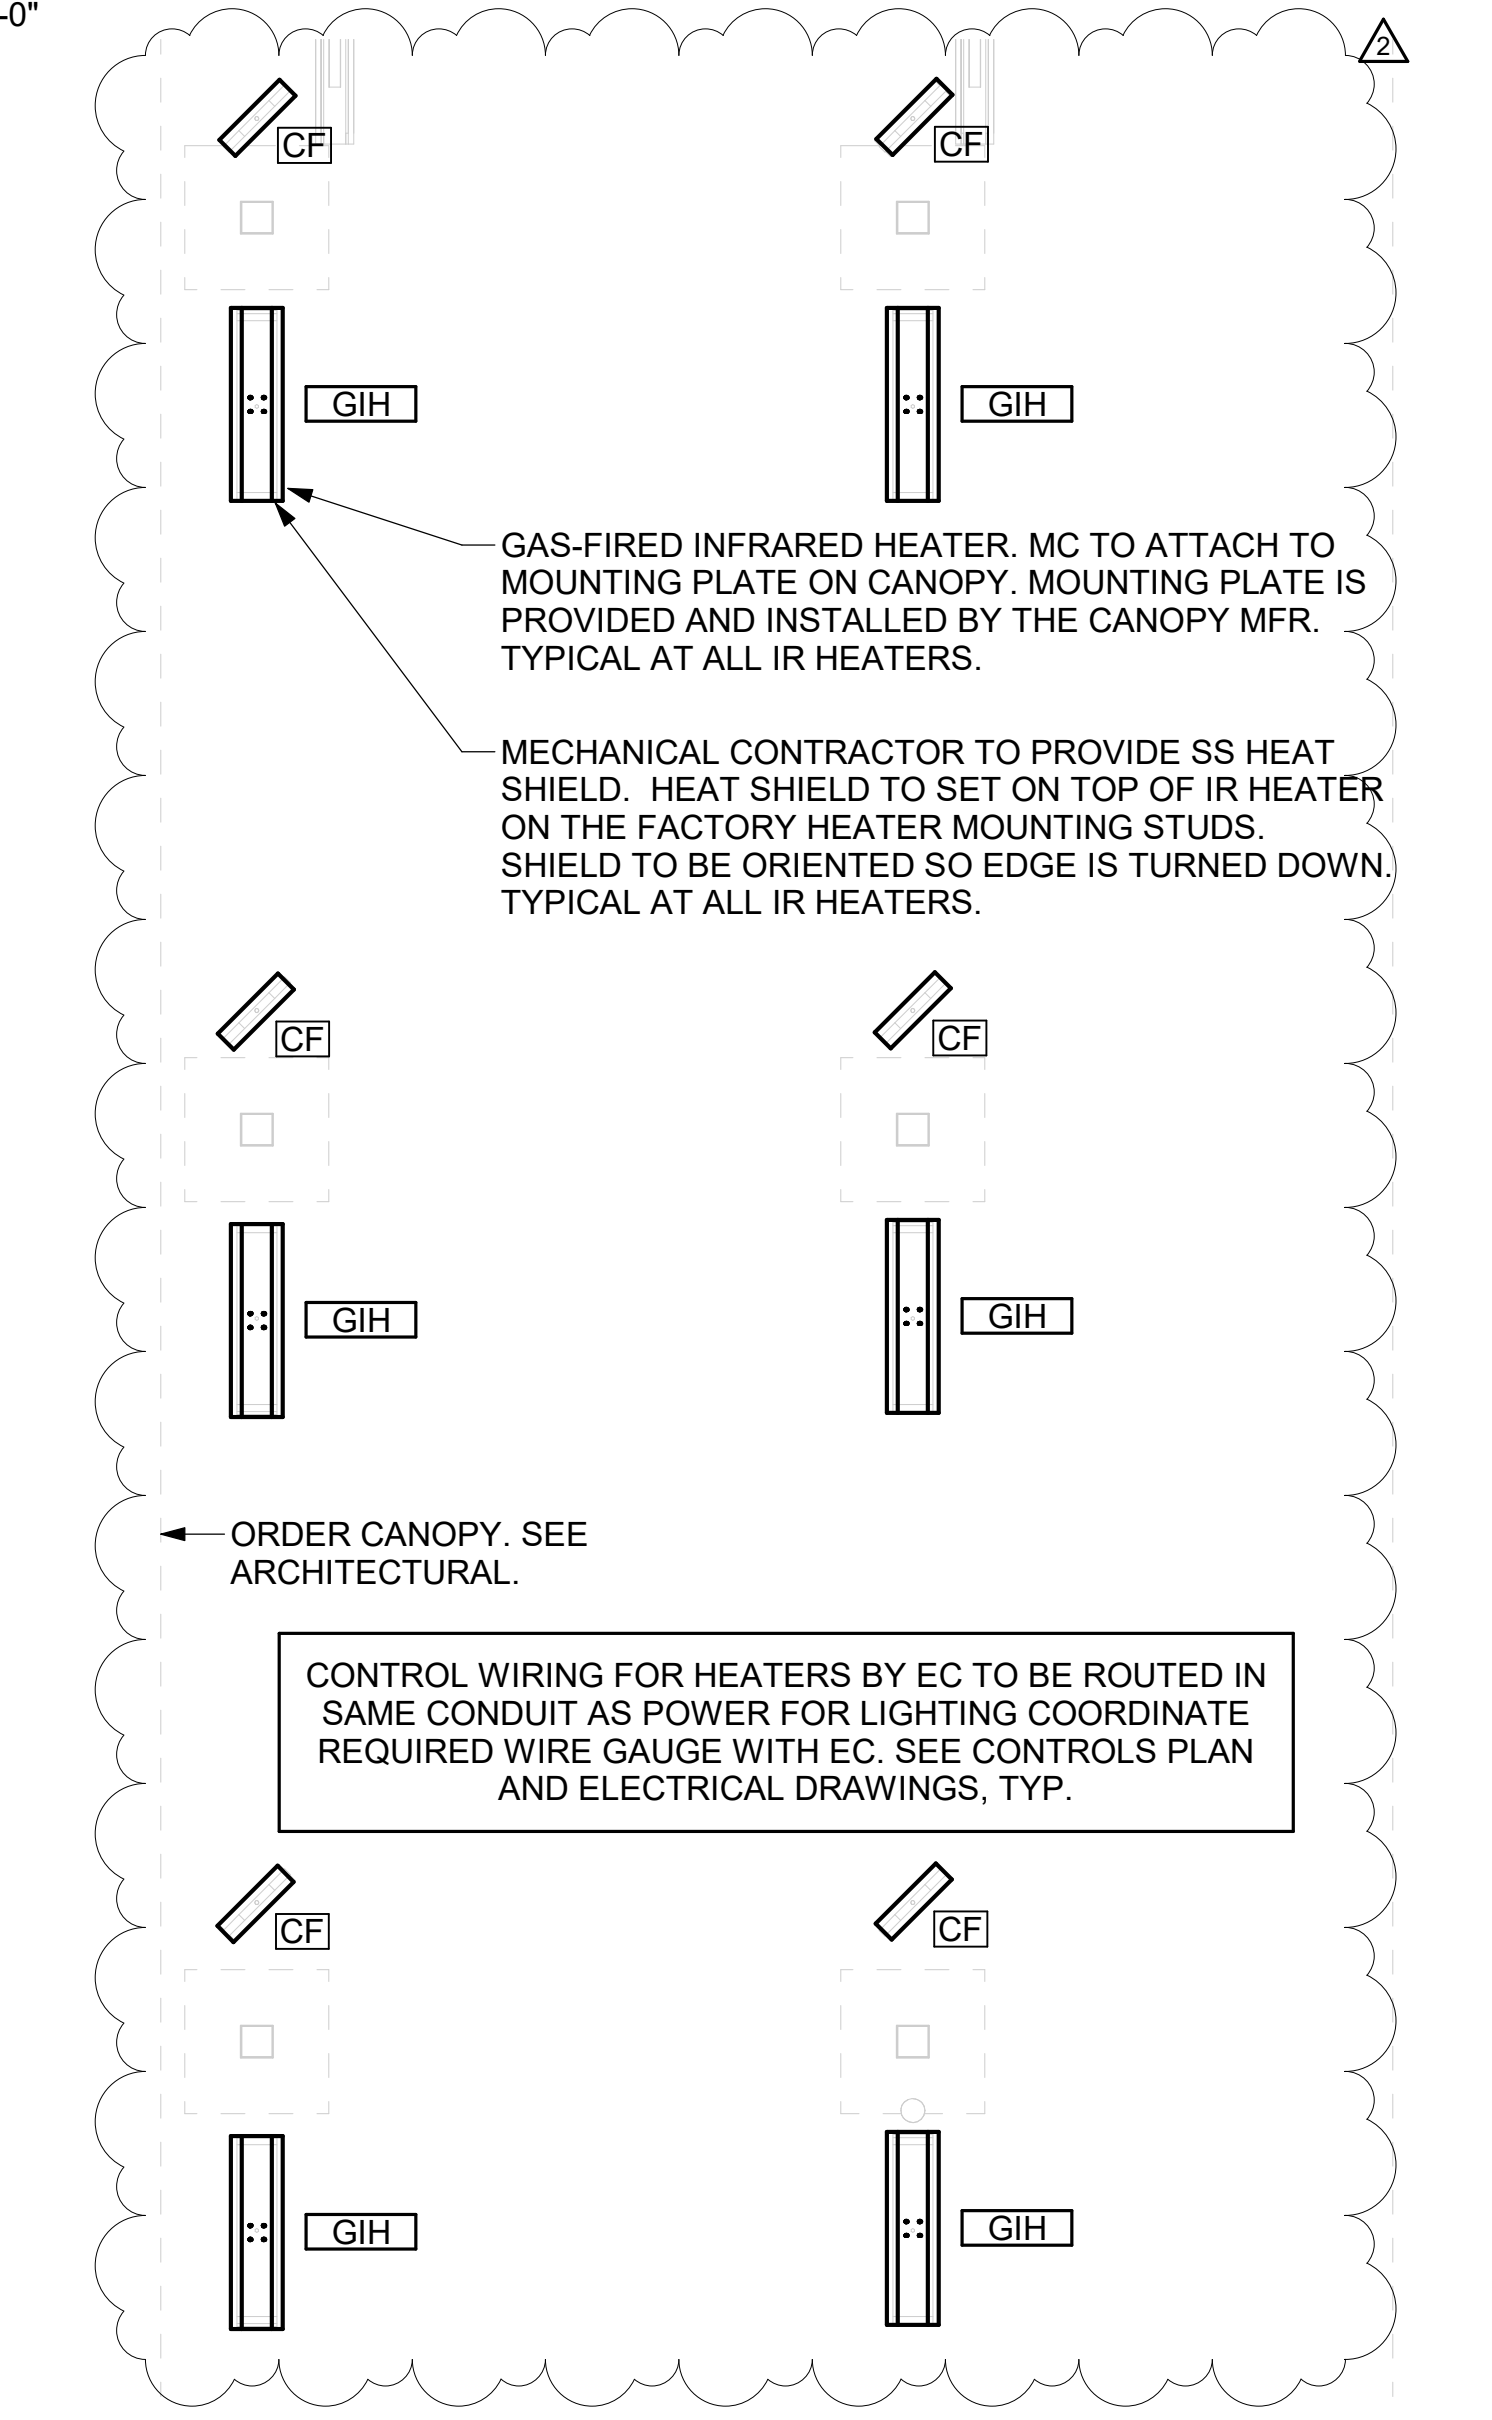 -0"
2
CF
CF
GIH
GIH
GAS-FIRED INFRARED HEATER. MC TO ATTACH TO
MOUNTING PLATE ON CANOPY. MOUNTING PLATE IS
PROVIDED AND INSTALLED BY THE CANOPY MFR.
TYPICAL AT ALL IR HEATERS.
MECHANICAL CONTRACTOR TO PROVIDE SS HEAT
SHIELD.  HEAT SHIELD TO SET ON TOP OF IR HEATER
ON THE FACTORY HEATER MOUNTING STUDS.
SHIELD TO BE ORIENTED SO EDGE IS TURNED DOWN.
TYPICAL AT ALL IR HEATERS.
CF
CF
GIH
GIH
ORDER CANOPY. SEE
ARCHITECTURAL.
CONTROL WIRING FOR HEATERS BY EC TO BE ROUTED IN
SAME CONDUIT AS POWER FOR LIGHTING COORDINATE
REQUIRED WIRE GAUGE WITH EC. SEE CONTROLS PLAN
AND ELECTRICAL DRAWINGS, TYP.
CF
CF
GIH
GIH